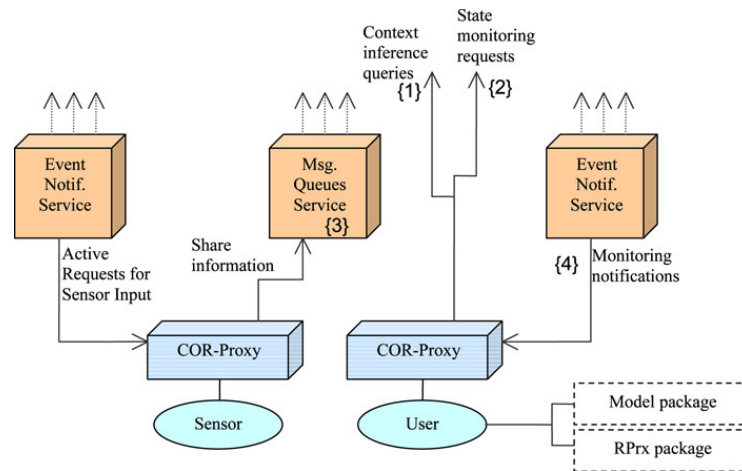 State
monitoring
requests
Context
inference
queries
{1}
{2}
Event
Notif.
Service
Msg.
Queues
Service
{3}
Event
Notif.
Service
Active
Requests for
Sensor Input
Share
information
{4}
Monitoring
notifications
COR-Proxy
COR-Proxy
Sensor
User
Model package
RPrx package